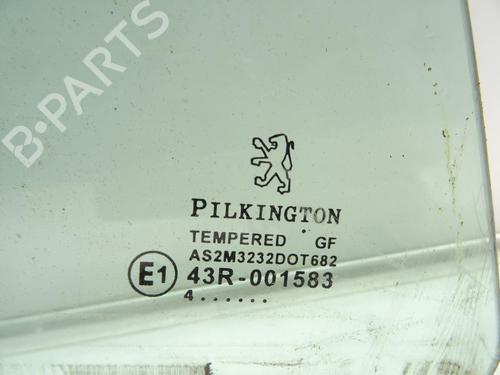 B-PARTS
PILKINGTON
TEMPERED GF
AS2M3232DOT682
E1 43R-001583
4......